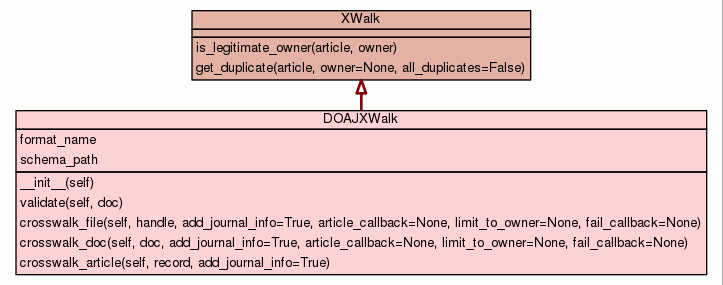 XWalk
is_legitimate_owner(article, owner)
get_duplicate(article, owner=None, all_duplicates=False)
DOAJXWalk
format_name
schema_path
__init__(self)
validate(self, doc)
crosswalk_file(self, handle, add_journal_info=True, article_callback=None, limit_to_owner=None, fail_callback=None)
crosswalk_doc(self, doc, add_journal_info=True, article_callback=None, limit_to_owner=None, fail_callback=None)
crosswalk_article(self, record, add_journal_info=True)